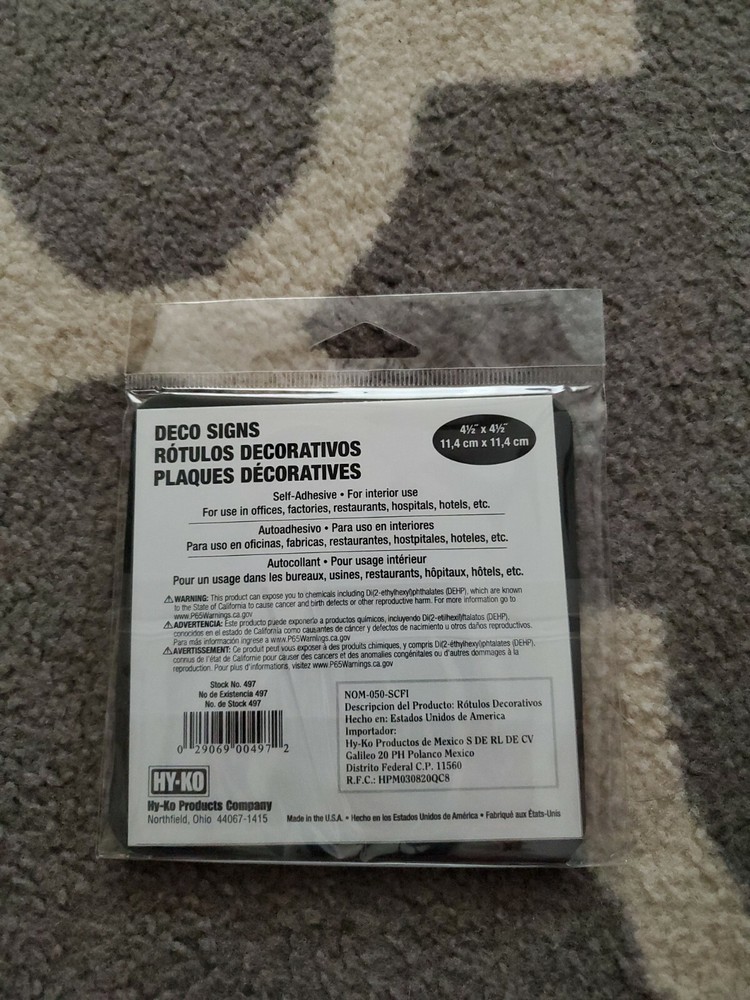 DECO SIGNS
RÓTULOS DECORATIVOS
PLAQUES DÉCORATIVES
4½" x 4½"
11,4 cm x 11,4 cm
Self-Adhesive • For interior use
For use in offices, factories, restaurants, hospitals, hotels, etc.
Autoadhesivo • Para uso en interiores
Para uso en oficinas, fabricas, restaurantes, hostpitales, hoteles, etc.
Autocollant • Pour usage intérieur
Pour un usage dans les bureaux, usines, restaurants, hôpitaux, hôtels, etc.
⚠WARNING: This product can expose you to chemicals including Di(2-ethylhexyl)phthalates (DEHP), which are known
to the State of California to cause cancer and birth defects or other reproductive harm. For more information go to
www.P65Warnings.ca.gov
⚠ADVERTENCIA: Este producto puede exponerlo a productos químicos, incluyendo Di(2-etilhexil)ftalatos (DEHP),
conocidos en el estado de California como causantes de cáncer y defectos de nacimiento u otros daños reproductivos.
Para más información ingrese a www.P65Warnings.ca.gov
⚠AVERTISSEMENT: Ce produit peut vous exposer à des produits chimiques, y compris Di(2-éthylhexyl)phtalates (DEHP),
connus de l'état de Californie pour causer des cancers et des anomalies congénitales ou d'autres dommages à la
reproduction. Pour plus d'informations, visitez www.P65Warnings.ca.gov
Stock No. 497
No de Existencia 497
No. de Stock 497
0 29069 00497 2
NOM-050-SCFI
Descripcion del Producto: Rótulos Decorativos
Hecho en: Estados Unidos de America
Importador:
Hy-Ko Productos de Mexico S DE RL DE CV
Galileo 20 PH Polanco Mexico
Distrito Federal C.P. 11560
R.F.C.: HPM030820QC8
HY-KO
Hy-Ko Products Company
Northfield, Ohio 44067-1415
Made in the U.S.A. • Hecho en los Estados Unidos de América • Fabriqué aux États-Unis